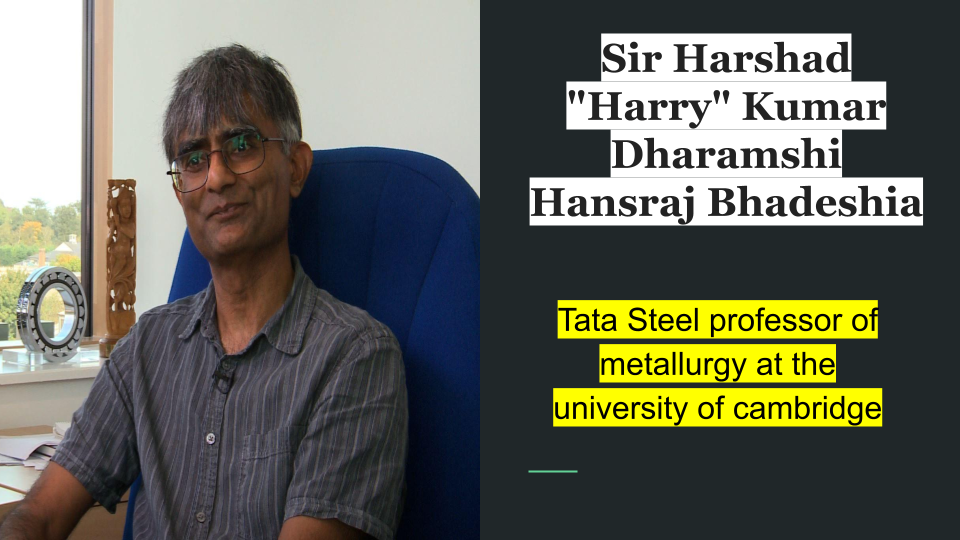 Sir Harshad
"Harry" Kumar
Dharamshi
Hansraj Bhadeshia
Tata Steel professor of
metallurgy at the
university of cambridge